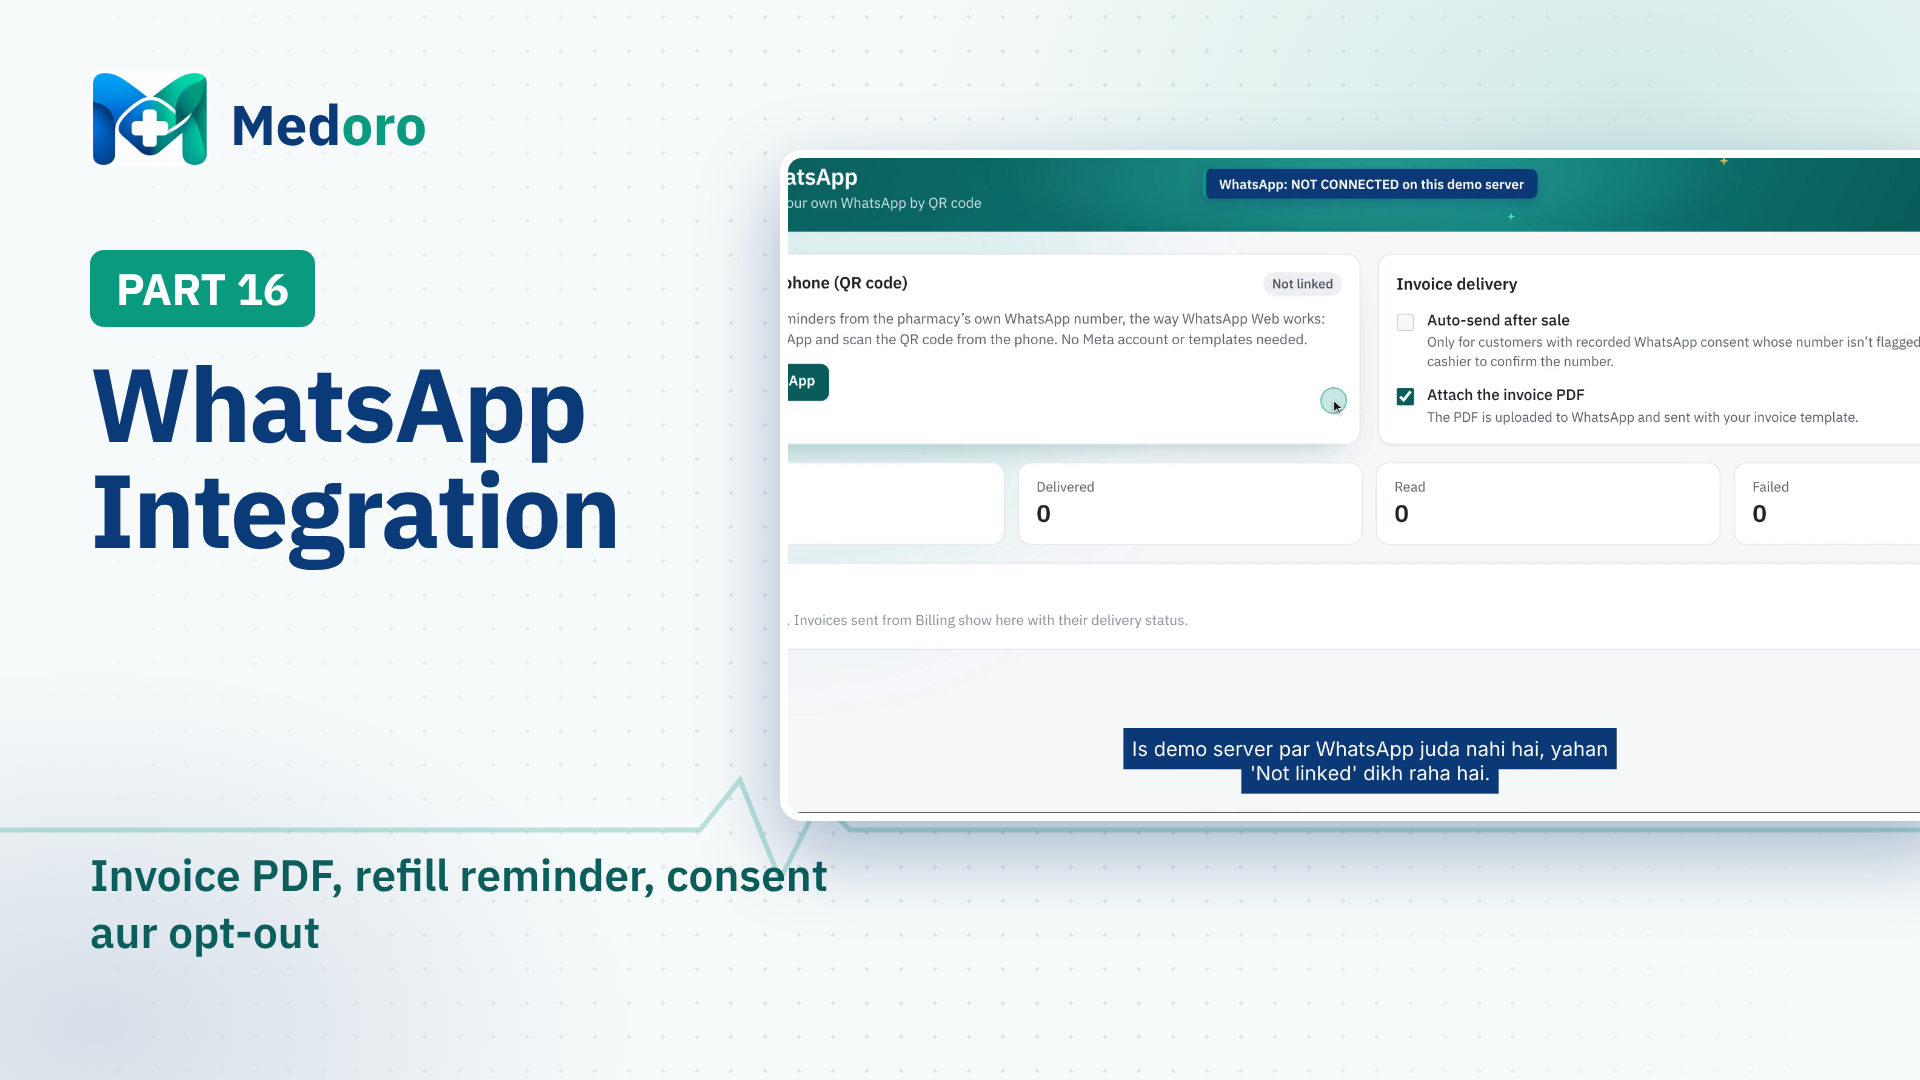 Medoro
PART 16
WhatsApp
Integration
Invoice PDF, refill reminder, consent
aur opt-out
atsApp
our own WhatsApp by QR code
WhatsApp: NOT CONNECTED on this demo server
phone (QR code)
Not linked
minders from the pharmacy’s own WhatsApp number, the way WhatsApp Web works:
App and scan the QR code from the phone. No Meta account or templates needed.
App
Invoice delivery
Auto-send after sale
Only for customers with recorded WhatsApp consent whose number isn’t flagged
cashier to confirm the number.
Attach the invoice PDF
The PDF is uploaded to WhatsApp and sent with your invoice template.
Delivered
0
Read
0
Failed
0
. Invoices sent from Billing show here with their delivery status.
Is demo server par WhatsApp juda nahi hai, yahan
'Not linked' dikh raha hai.